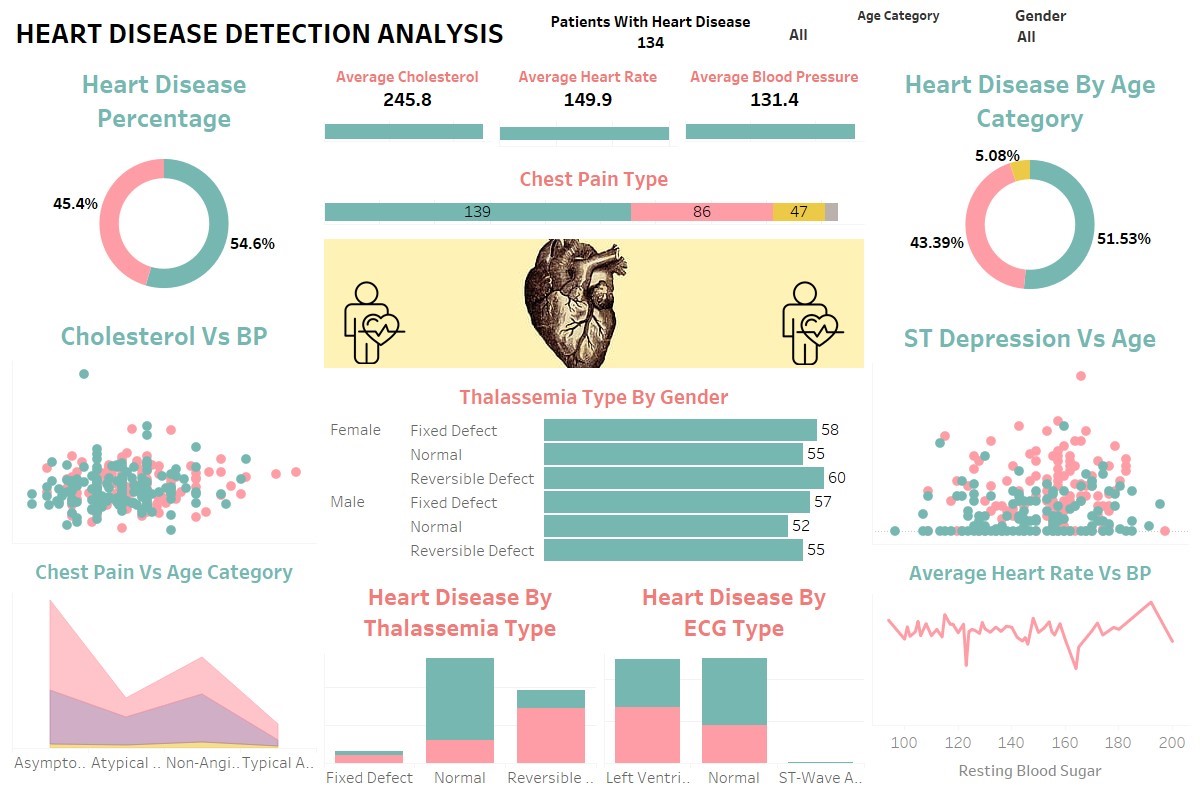 HEART DISEASE DETECTION ANALYSIS
Patients With Heart Disease
134
All
Age Category
Gender
All
Heart Disease
Percentage
45.4%
54.6%
Average Cholesterol
245.8
Average Heart Rate
149.9
Average Blood Pressure
131.4
Chest Pain Type
139
86
47
Heart Disease By Age
Category
5.08%
43.39%
51.53%
Cholesterol Vs BP
Thalassemia Type By Gender
Female
Fixed Defect
58
Normal
55
Reversible Defect
60
Male
Fixed Defect
57
Normal
52
Reversible Defect
55
ST Depression Vs Age
Chest Pain Vs Age Category
Asympto..
Atypical ..
Non-Angi..
Typical A..
Heart Disease By
Thalassemia Type
Fixed Defect
Normal
Reversible ..
Heart Disease By
ECG Type
Left Ventri..
Normal
ST-Wave A..
Average Heart Rate Vs BP
100
120
140
160
180
200
Resting Blood Sugar